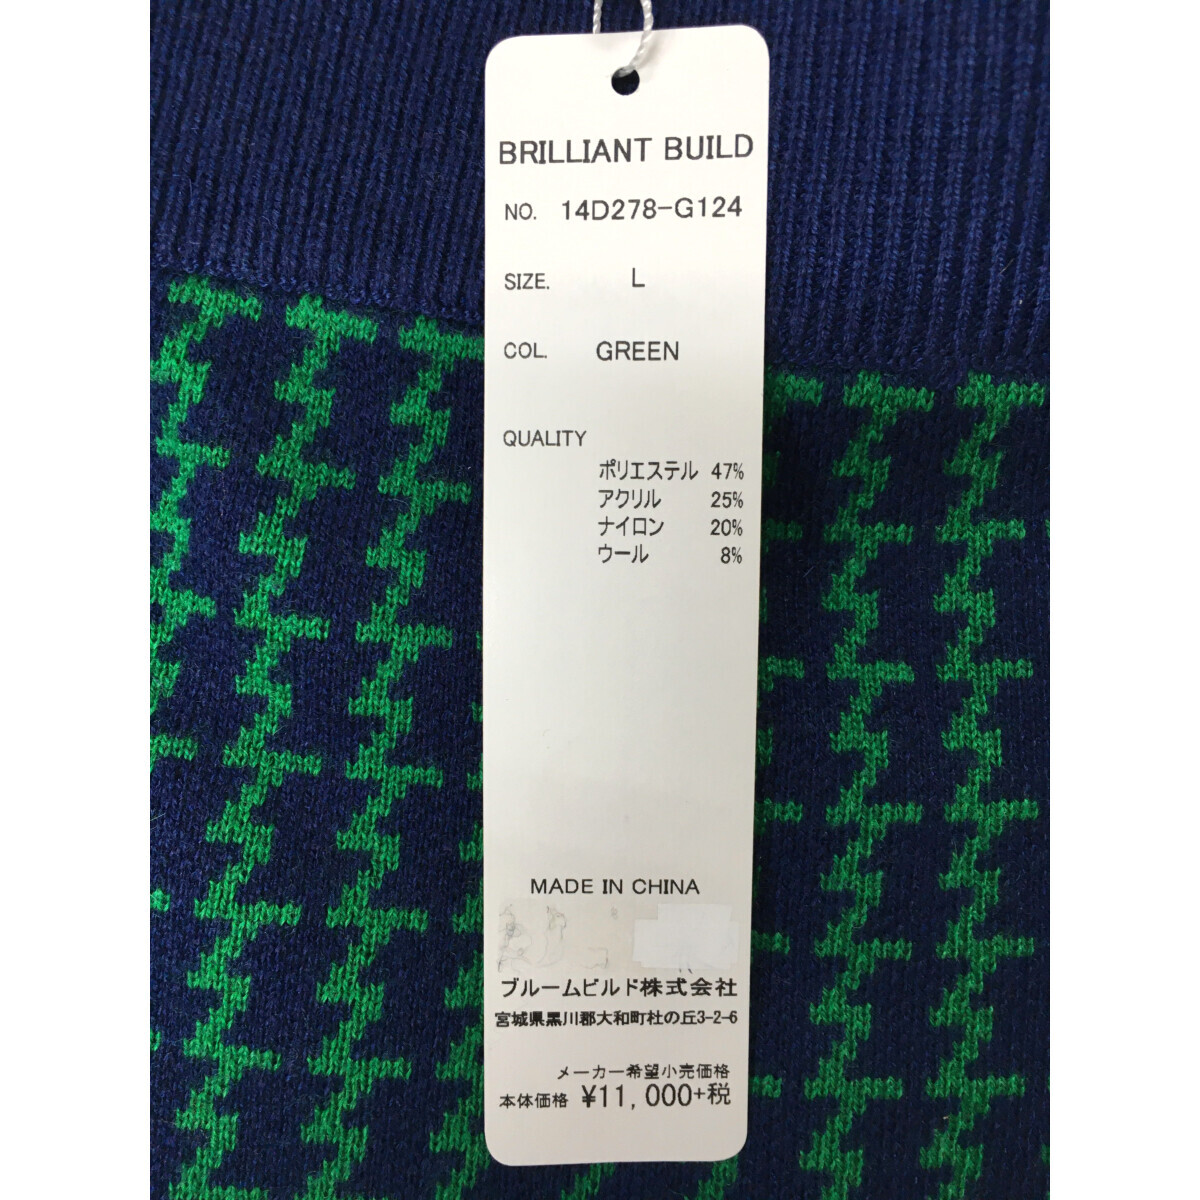 BRILLIANT BUILD
NO. 14D278-G124
SIZE. L
COL. GREEN
QUALITY
ポリエステル 47%
アクリル 25%
ナイロン 20%
ウール 8%
MADE IN CHINA
ブルームビルド株式会社
宮城県黒川郡大和町杜の丘3-2-6
メーカー希望小売価格
本体価格 ¥11,000+税